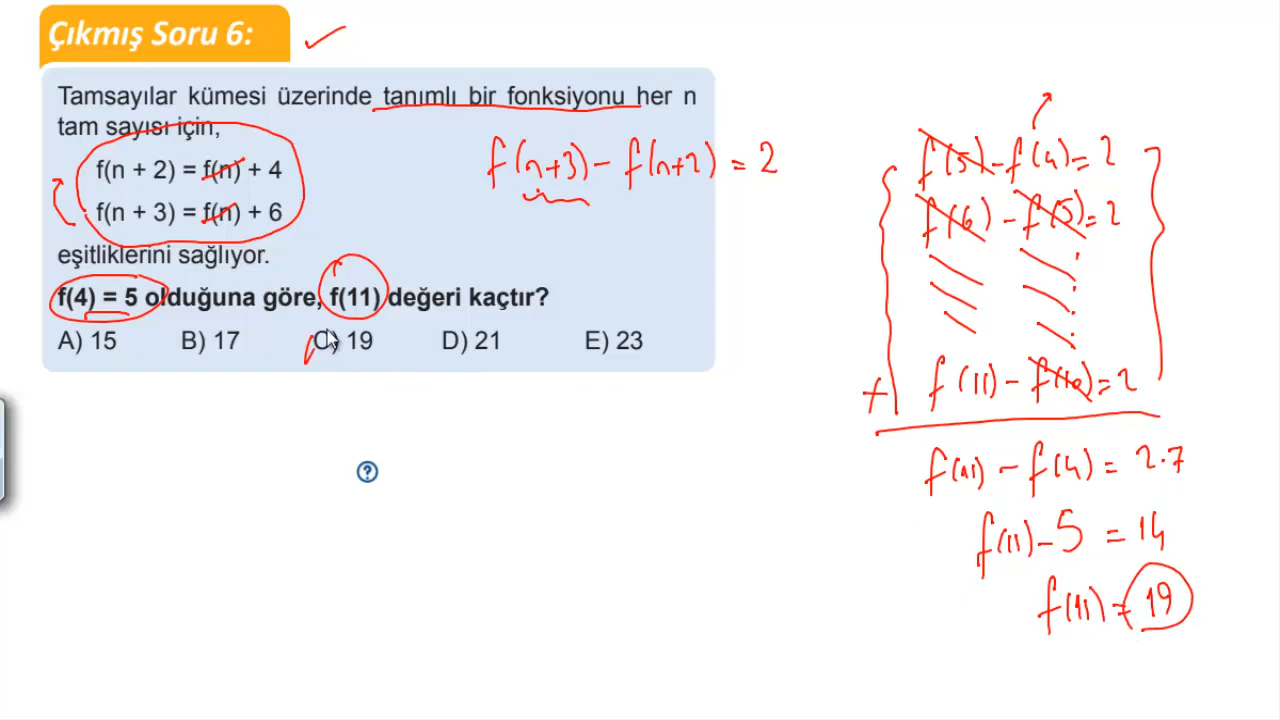 Çıkmış Soru 6:
Tamsayılar kümesi üzerinde tanımlı bir fonksiyonu her n
tam sayısı için,
f(n + 2) = f(n) + 4
f(n + 3) = f(n) + 6
eşitliklerini sağlıyor.
f(4) = 5 olduğuna göre, f(11) değeri kaçtır?
A) 15 B) 17 C) 19 D) 21 E) 23
f(n+3) - f(n+2) = 2
f(5) - f(4) = 2
f(6) - f(5) = 2
f(11) - f(10) = 2
+
f(11) - f(4) = 2.7
f(11) - 5 = 14
f(11) = 19
?